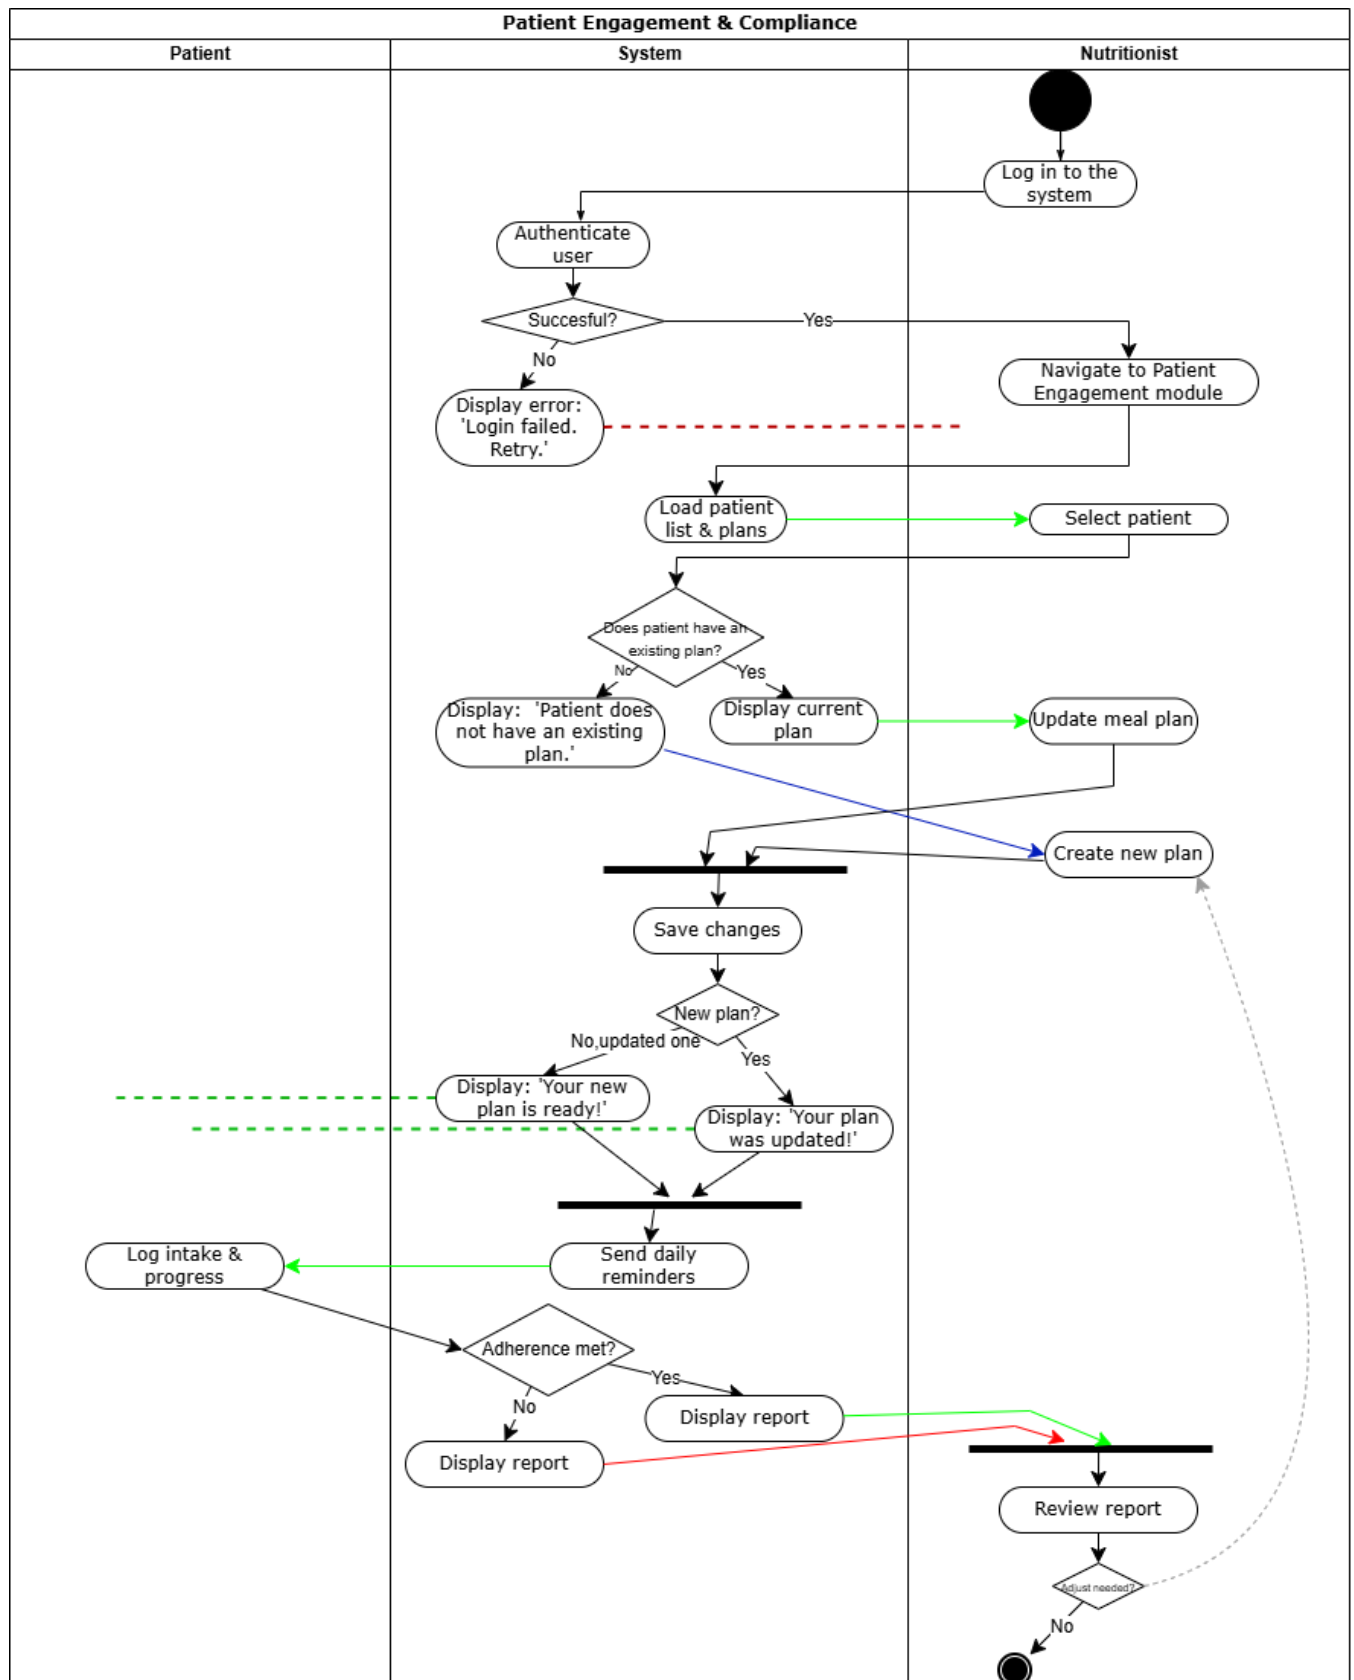 Patient Engagement & Compliance
Patient
System
Nutritionist
Log in to the
system
Authenticate
user
Succesful?
Yes
No
Navigate to Patient
Engagement module
Display error:
'Login failed.
Retry.'
Load patient
list & plans
Select patient
Does patient have an
existing plan?
No
Yes
Display:  'Patient does
not have an existing
plan.'
Display current
plan
Update meal plan
Create new plan
Save changes
New plan?
No,updated one
Yes
Display: 'Your new
plan is ready!'
Display: 'Your plan
was updated!'
Send daily
reminders
Log intake &
progress
Adherence met?
Yes
No
Display report
Display report
Review report
Adjust needed?
No